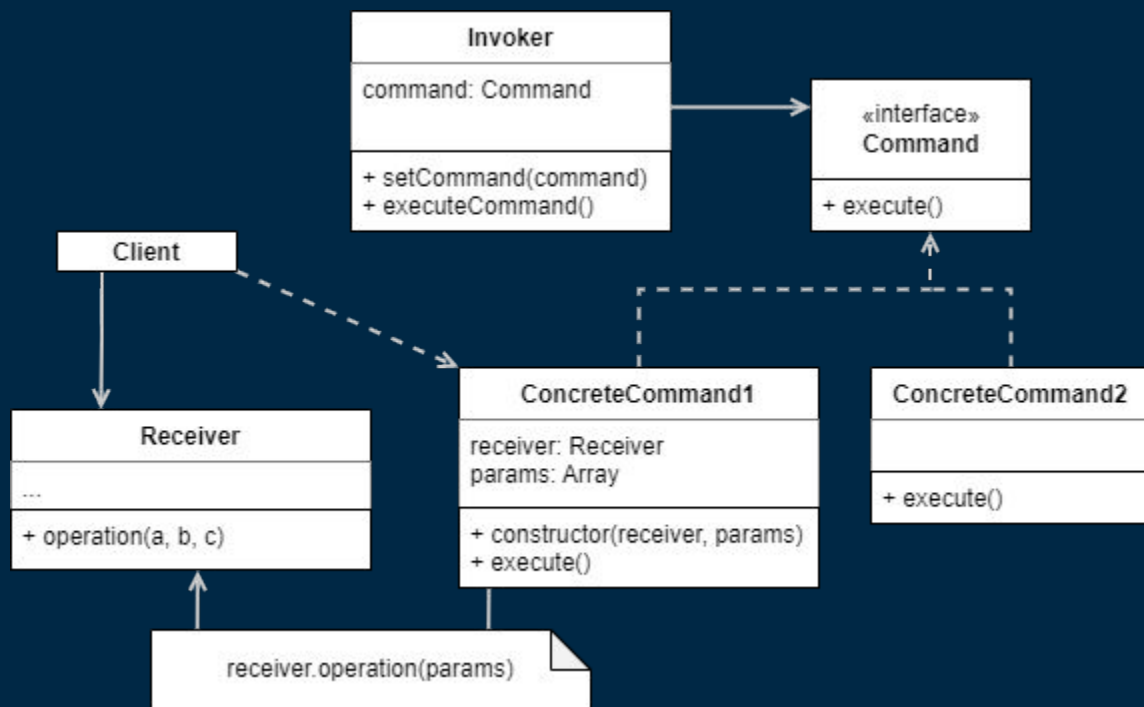 Invoker
command: Command
+ setCommand(command)
+ executeCommand()
«interface»
Command
+ execute()
Client
Receiver
...
+ operation(a, b, c)
ConcreteCommand1
receiver: Receiver
params: Array
+ constructor(receiver, params)
+ execute()
ConcreteCommand2
+ execute()
receiver.operation(params)